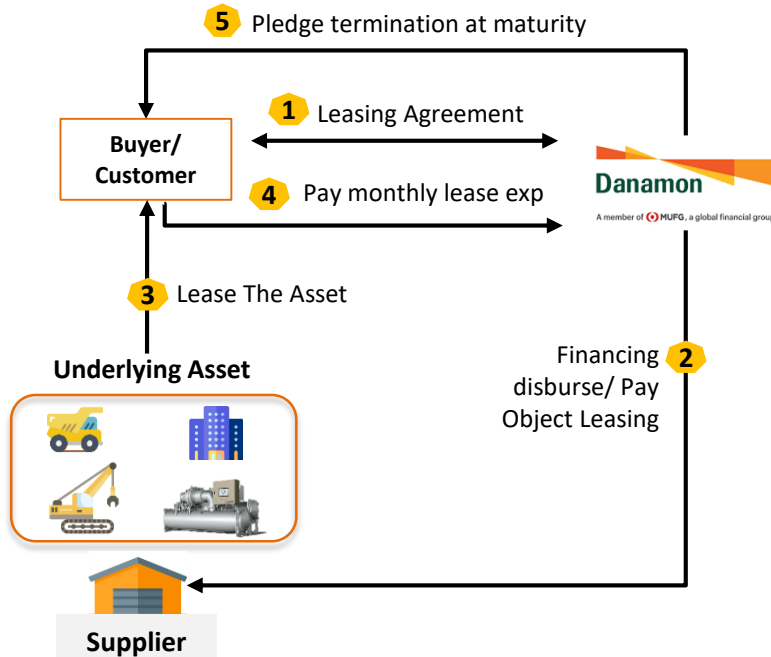 5 Pledge termination at maturity
1 Leasing Agreement
Buyer/
Customer
Danamon
A member of MUFG, a global financial group
4 Pay monthly lease exp
3 Lease The Asset
Underlying Asset
Financing
disburse/ Pay
Object Leasing
2
Supplier